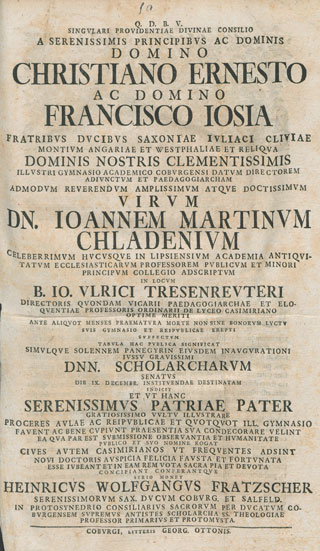 Q. D. B. V.
SINGVLARI PROVIDENTIAE DIVINAE CONSILIO
A SERENISSIMIS PRINCIPIBVS AC DOMINIS
DOMINO
CHRISTIANO ERNESTO
AC DOMINO
FRANCISCO IOSIA
FRATRIBVS DVCIBVS SAXONIAE IVLIACI CLIVIAE
MONTIVM ANGARIAE ET WESTPHALIAE ET RELIQVA
DOMINIS NOSTRIS CLEMENTISSIMIS
ILLVSTRI GYMNASIO ACADEMICO COBVRGENSI DATVM DIRECTOREM
ADIVNCTVM ET PAEDAGOGIARCHAM
ADMODVM REVERENDVM AMPLISSIMVM ATQVE DOCTISSIMVM
VIRVM
DN. IOANNEM MARTINVM
CHLADENIVM
CELEBERRIMVM HVCVSQVE IN LIPSIENSIVM ACADEMIA ANTIQVI-
TATVM ECCLESIASTICARVM PROFESSOREM PVBLICVM ET MINORI
PRINCIPVM COLLEGIO ADSCRIPTVM
IN LOCVM
B. IO. VLRICI TRESENREVTERI
DIRECTORIS QVONDAM VICARII PAEDAGOGIARCHAE ET ELO-
QVENTIAE PROFESSORIS ORDINARII DE LYCEO CASIMIRIANO
OPTIME MERITI
ANTE ALIQVOT MENSES PRAEMATVRA MORTE NON SINE BONORVM LVCTV
SVIS GYMNASIO ET REIPVBLICAE EREPTI
SVFFECTVM
TABVLA HAC PVBLICA SIGNIFICAT
SIMVLQVE SOLENNEM PANEGYRIN EIVSDEM INAVGVRATIONI
IVSSV GRAVISSIMI
DNN. SCHOLARCHARVM
SENATVS
DIE IX. DECEMBR. INSTITVENDAE DESTINATAM
INDICIT
ET VT HANC
SERENISSIMVS PATRIAE PATER
GRATIOSISSIMO VVLTV ILLVSTRARE
PROCERES AVLAE AC REIPVBLICAE ET QVOTQVOT ILL. GYMNASIO
FAVENT AC BENE CVPIVNT PRAESENTIA SVA CONDECORARE VELINT
EA QVA PAR EST SVBMISSIONE OBSERVANTIA ET HVMANITATE
PVBLICO ET SVO NOMINE ROGAT
CIVES AVTEM CASIMIRIANOS VT FREQVENTES ADSINT
NOVI DOCTORIS AVSPICIA FELICIA FAVSTA ET FORTVNATA
ESSE IVBEANT ET IN EAM REM VOTA SACRA PIA ET DEVOTA
CONCIPIANT CONFERANTQVE
SERIO MONET
HEINRICVS WOLFGANGVS FRATZSCHER
SERENISSIMORVM SAX. DVCVM COBVRG. ET SALFELD.
IN PROTOSYNEDRIO CONSILIARIVS SACRORVM PER DVCATVM CO-
BVRGENSEM SVPREMVS ANTISTES SCHOLARCHA SS. THEOLOGIAE
PROFESSOR PRIMARIVS ET PROTOMYSTA.
COBVRGI, LITTERIS GEORG. OTTONIS.